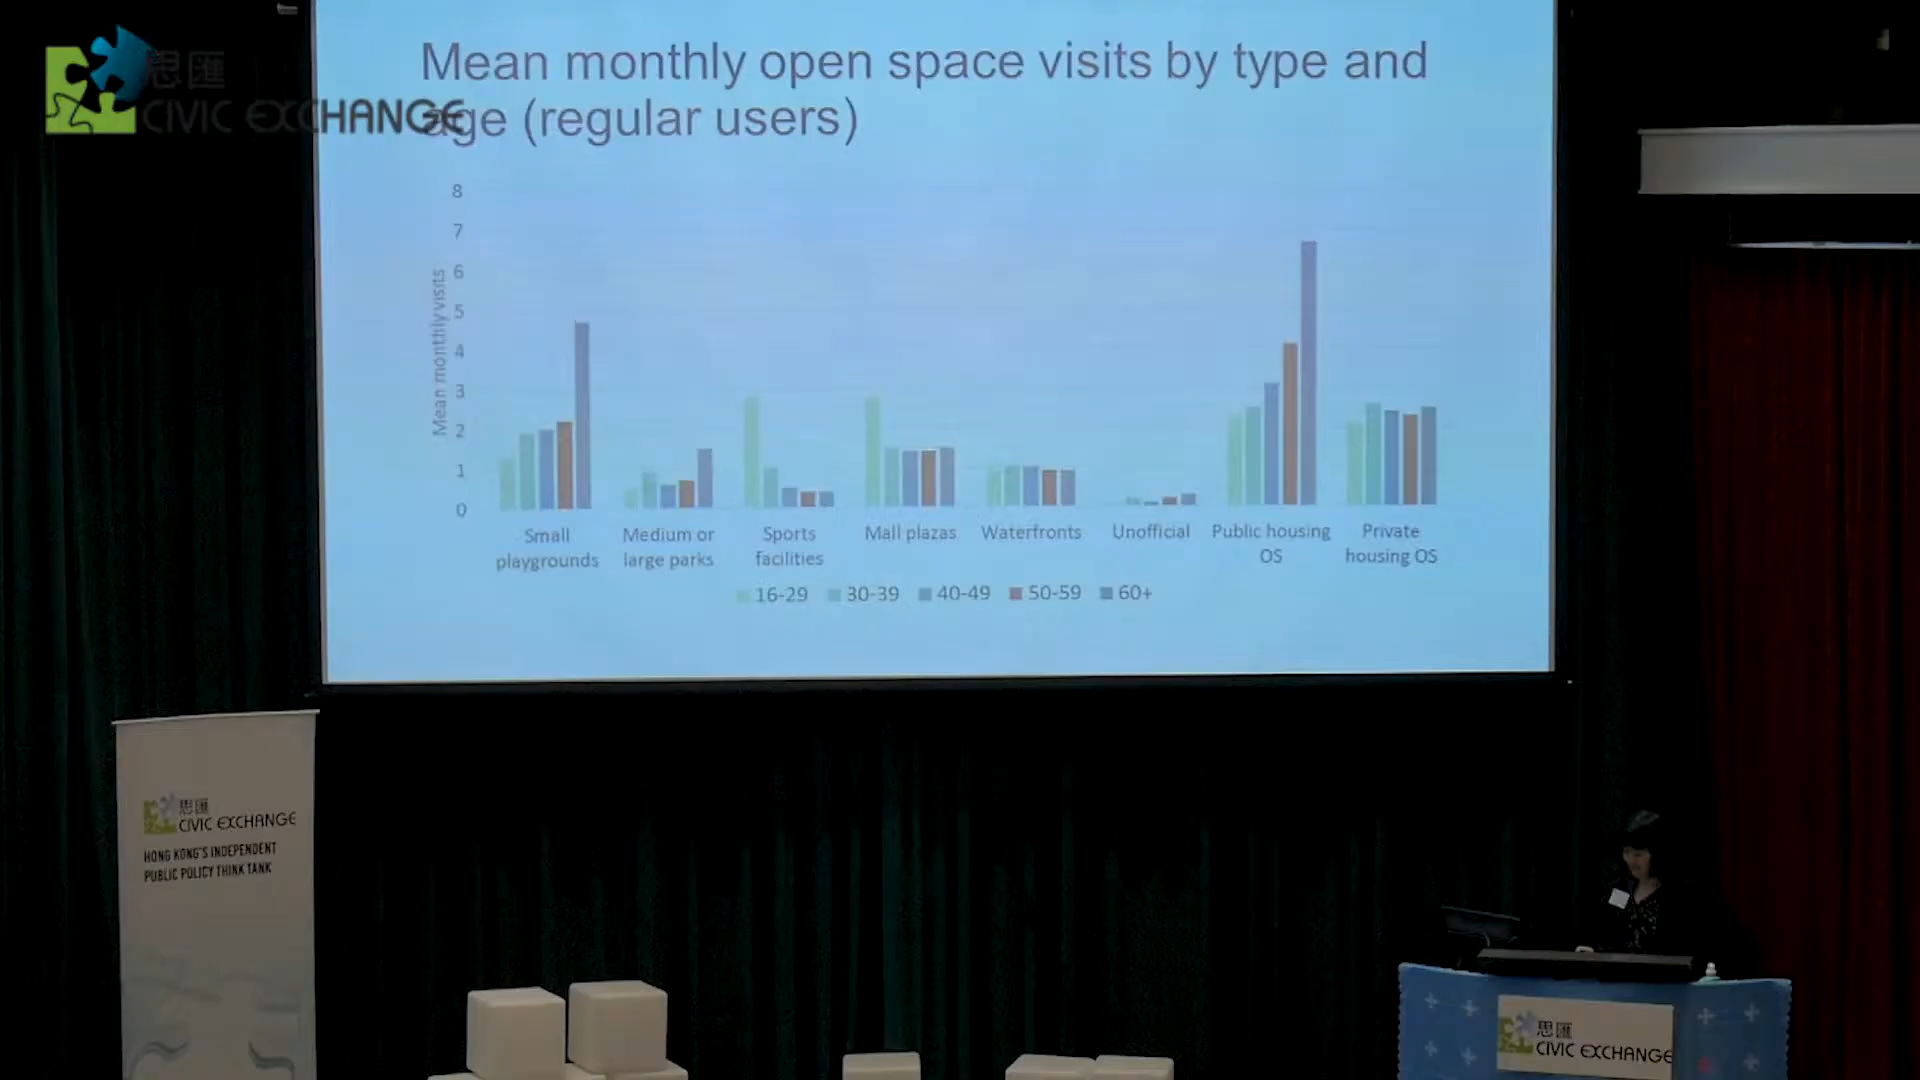 思匯
CIVIC EXCHANGE
Mean monthly open space visits by type and
age (regular users)
8
7
6
5
4
3
2
1
0
Mean monthly visits
Small
playgrounds
Medium or
large parks
Sports
facilities
Mall plazas
Waterfronts
Unofficial
Public housing
OS
Private
housing OS
16-29 30-39 40-49 50-59 60+
思匯
CIVIC EXCHANGE
HONG KONG'S INDEPENDENT
PUBLIC POLICY THINK TANK
思匯
CIVIC EXCHANGE